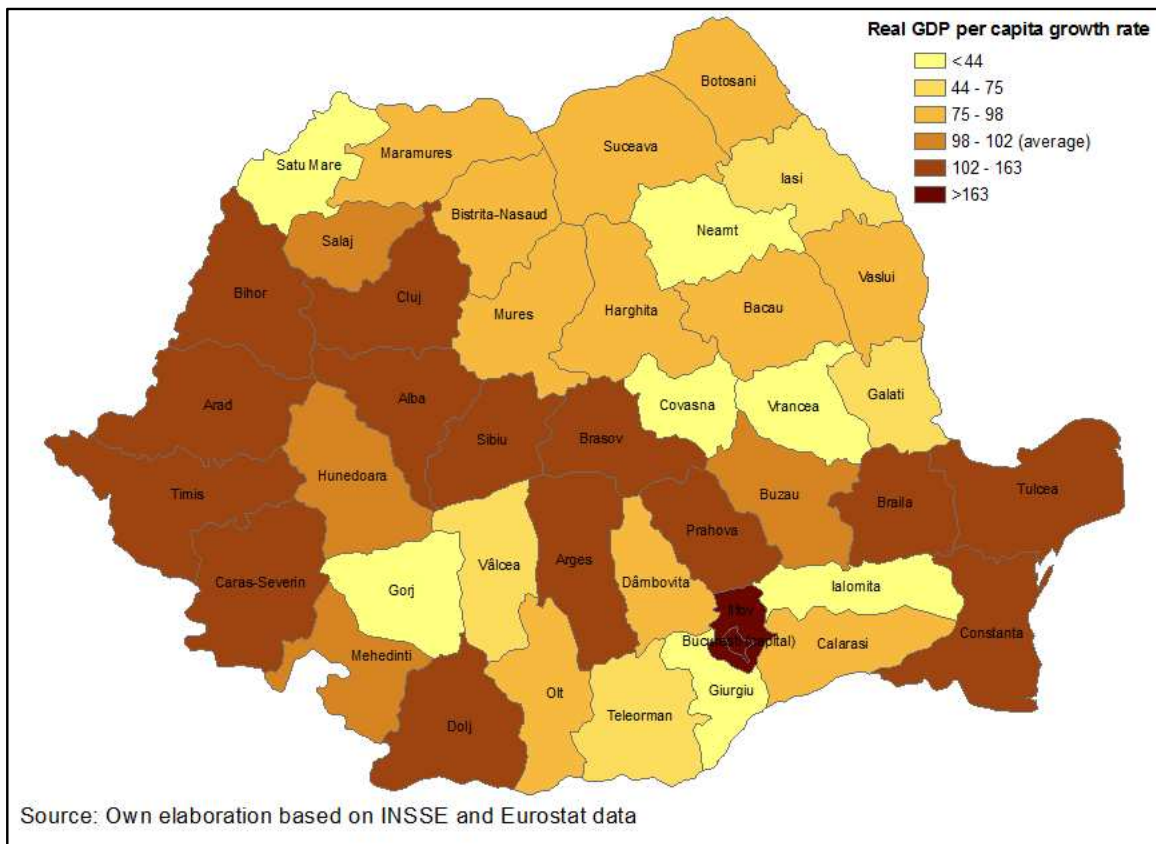 Real GDP per capita growth rate
< 44
44 - 75
75 - 98
98 - 102 (average)
102 - 163
>163
Botosani
Suceava
Maramures
Satu Mare
Iasi
Bistrita-Nasaud
Neamt
Salaj
Vaslui
Cluj
Bihor
Mures
Harghita
Bacau
Alba
Arad
Covasna
Vrancea
Galati
Sibiu
Brasov
Hunedoara
Timis
Buzau
Braila
Tulcea
Prahova
Arges
Vâlcea
Caras-Severin
Gorj
Dâmbovita
Ialomita
Ilfov
Constanta
Bucuresti (capital)
Calarasi
Mehedinti
Olt
Giurgiu
Teleorman
Dolj
Source: Own elaboration based on INSSE and Eurostat data